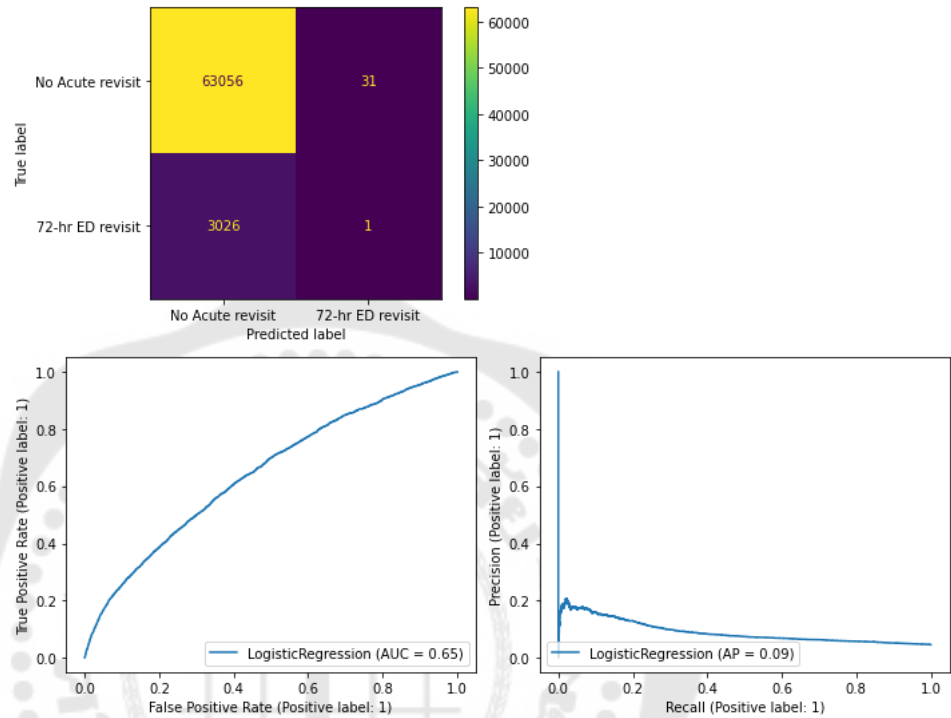 60000
No Acute revisit
63056
31
50000
40000
True label
30000
72-hr ED revisit
3026
1
20000
10000
No Acute revisit
72-hr ED revisit
Predicted label
True Positive Rate (Positive label: 1)
1.0
0.8
0.6
0.4
0.2
0.0
LogisticRegression (AUC = 0.65)
0.0 0.2 0.4 0.6 0.8 1.0
False Positive Rate (Positive label: 1)
Precision (Positive label: 1)
1.0
0.8
0.6
0.4
0.2
0.0
LogisticRegression (AP = 0.09)
0.0 0.2 0.4 0.6 0.8 1.0
Recall (Positive label: 1)